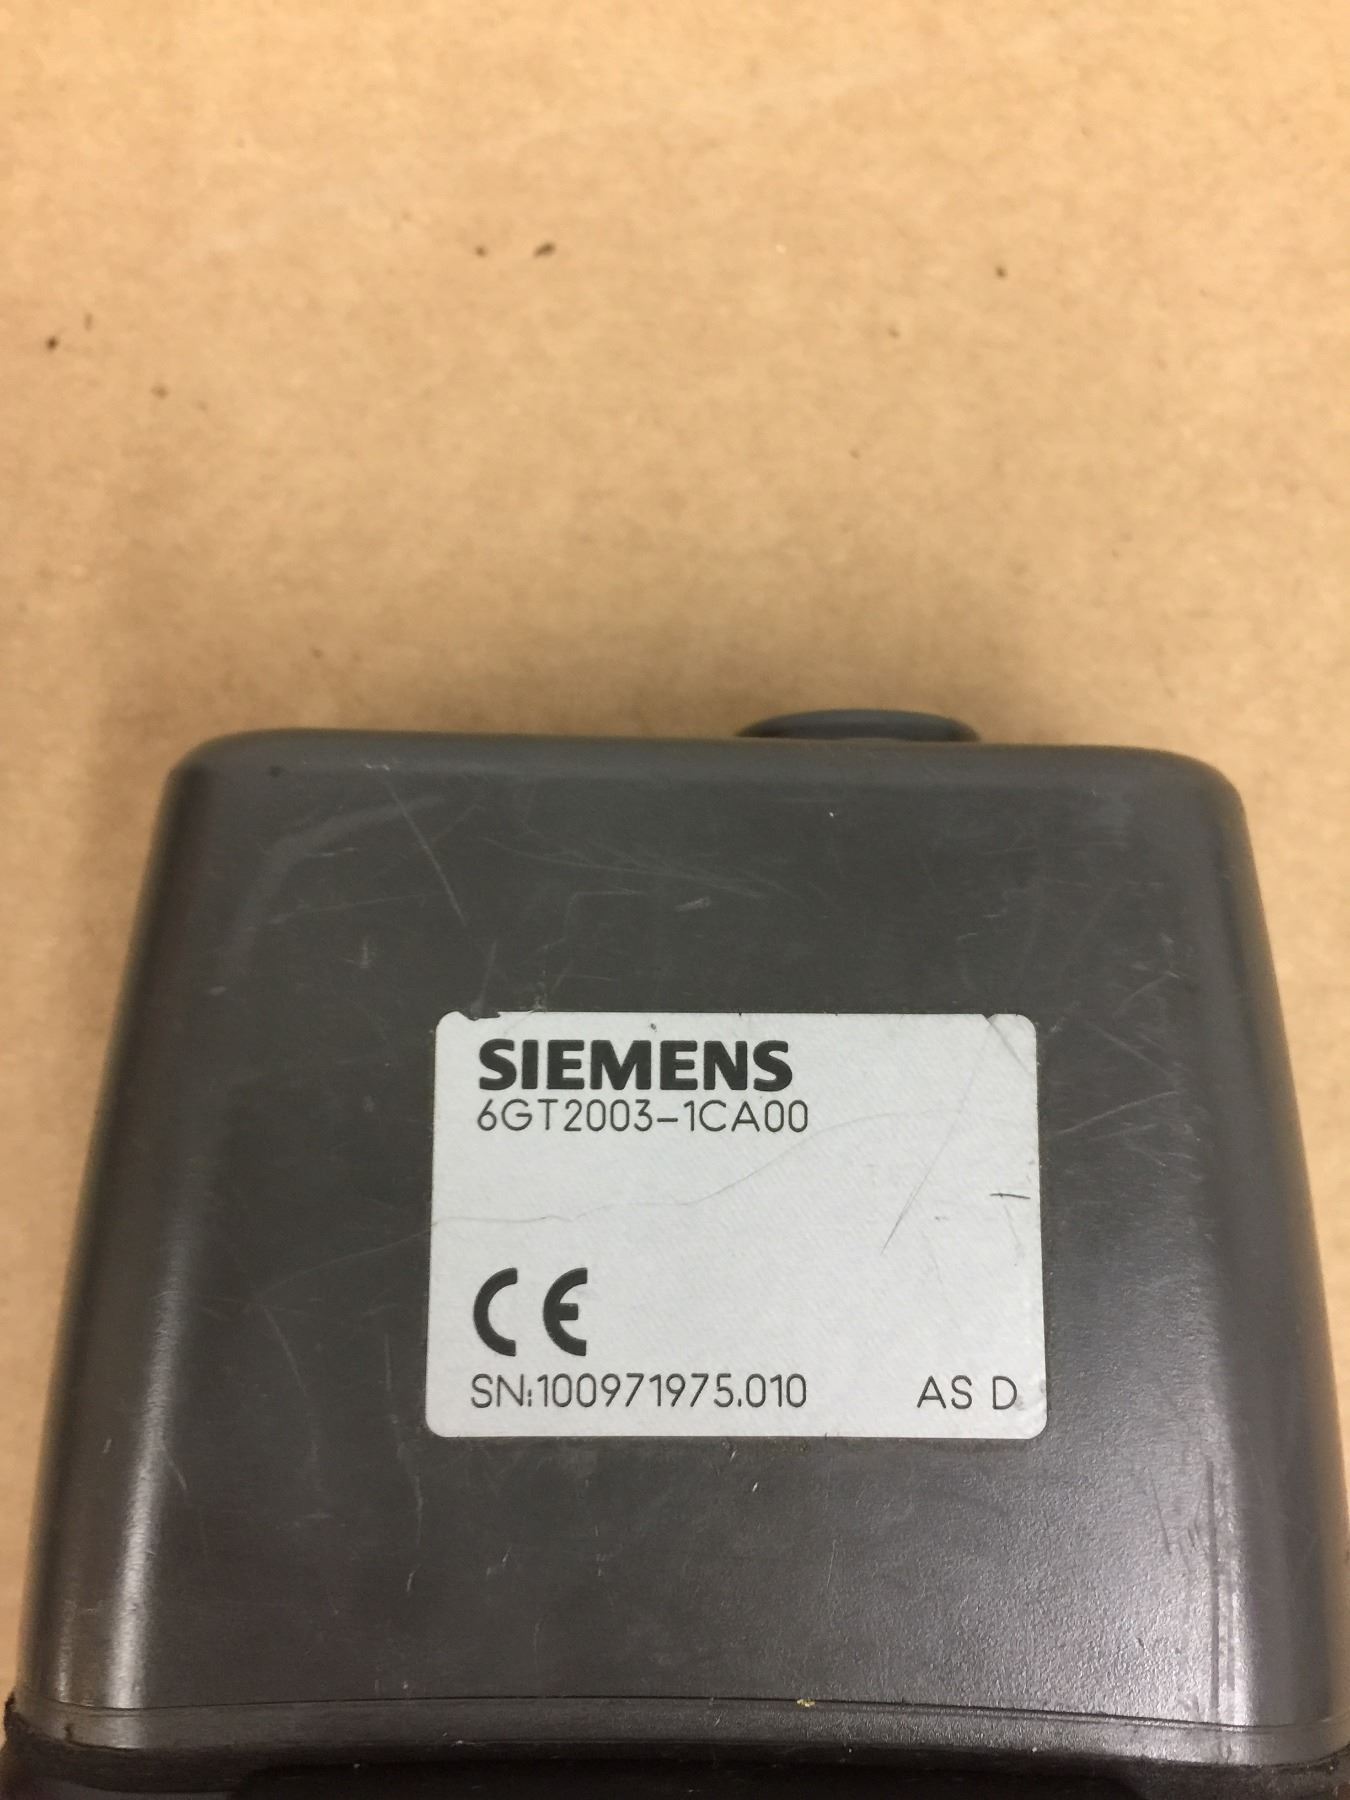 SIEMENS
6GT2003-1CA00
CE
SN:100971975.010 AS D